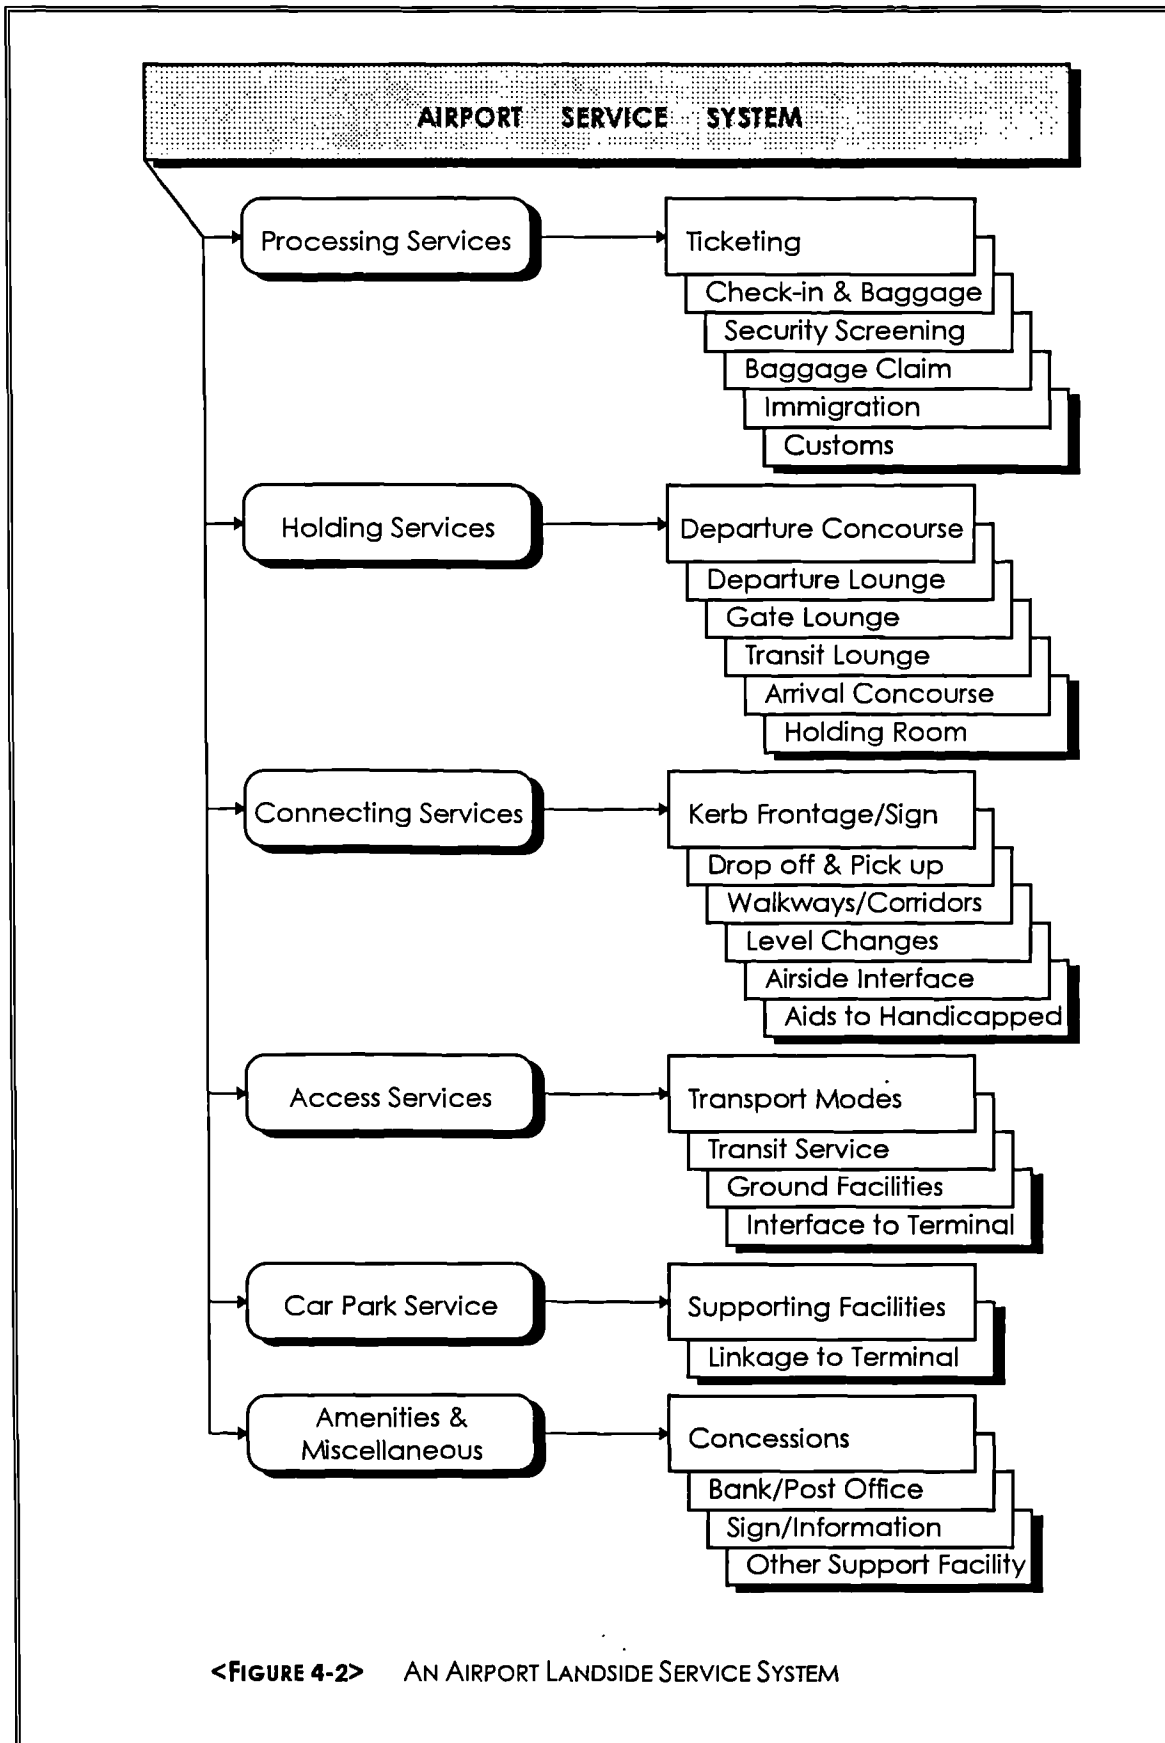 AIRPORT SERVICE SYSTEM
Processing Services
Ticketing
Check-in & Baggage
Security Screening
Baggage Claim
Immigration
Customs
Holding Services
Departure Concourse
Departure Lounge
Gate Lounge
Transit Lounge
Arrival Concourse
Holding Room
Connecting Services
Kerb Frontage/Sign
Drop off & Pick up
Walkways/Corridors
Level Changes
Airside Interface
Aids to Handicapped
Access Services
Transport Modes
Transit Service
Ground Facilities
Interface to Terminal
Car Park Service
Supporting Facilities
Linkage to Terminal
Amenities &
Miscellaneous
Concessions
Bank/Post Office
Sign/Information
Other Support Facility
<FIGURE 4-2> AN AIRPORT LANDSIDE SERVICE SYSTEM